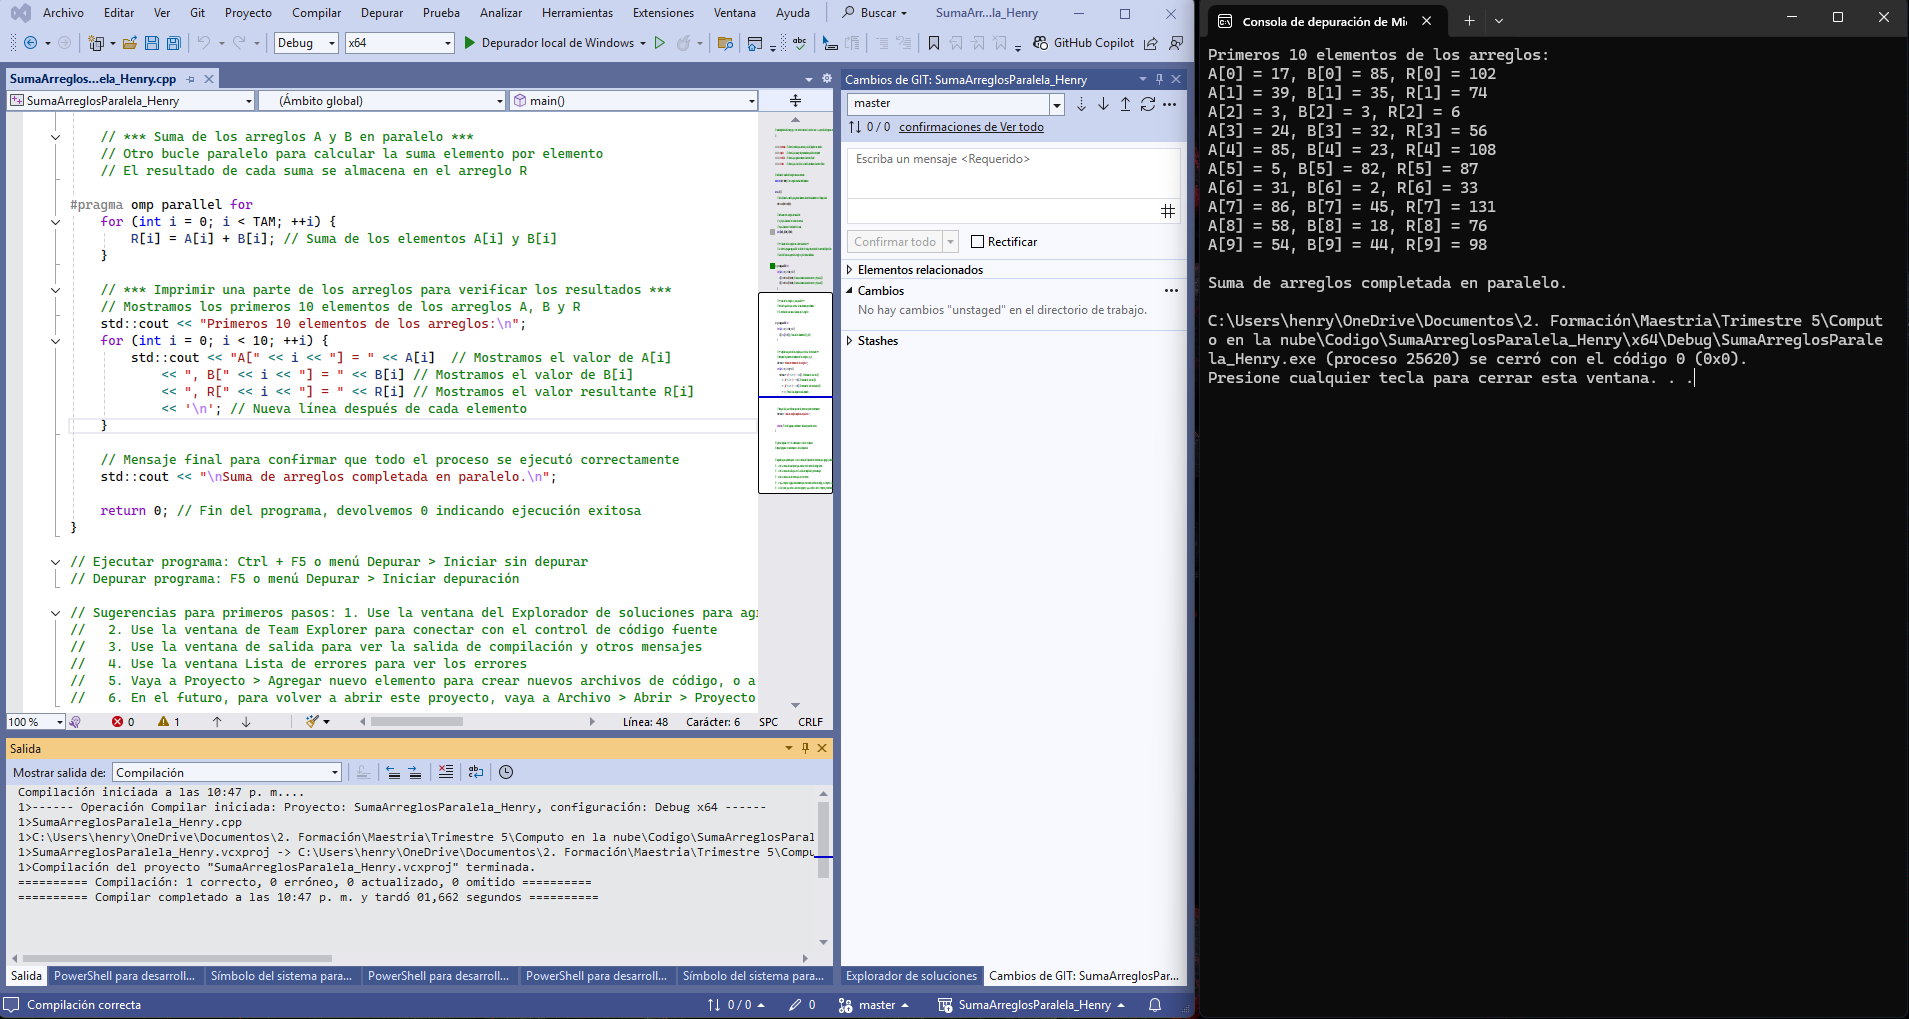 Archivo Editar Ver Git Proyecto Compilar Depurar Prueba Analizar Herramientas Extensiones Ventana Ayuda Buscar SumaArr...la_Henry
Debug x64 Depurador local de Windows GitHub Copilot
SumaArreglos...ela_Henry.cpp
SumaArreglosParalela_Henry (Ámbito global) main()
// *** Suma de los arreglos A y B en paralelo ***
// Otro bucle paralelo para calcular la suma elemento por elemento
// El resultado de cada suma se almacena en el arreglo R
#pragma omp parallel for
for (int i = 0; i < TAM; ++i) {
R[i] = A[i] + B[i]; // Suma de los elementos A[i] y B[i]
}
// *** Imprimir una parte de los arreglos para verificar los resultados ***
// Mostramos los primeros 10 elementos de los arreglos A, B y R
std::cout << "Primeros 10 elementos de los arreglos:\n";
for (int i = 0; i < 10; ++i) {
std::cout << "A[" << i << "] = " << A[i] // Mostramos el valor de A[i]
<< ", B[" << i << "] = " << B[i] // Mostramos el valor de B[i]
<< ", R[" << i << "] = " << R[i] // Mostramos el valor resultante R[i]
<< '\n'; // Nueva línea después de cada elemento
}
// Mensaje final para confirmar que todo el proceso se ejecutó correctamente
std::cout << "\nSuma de arreglos completada en paralelo.\n";
return 0; // Fin del programa, devolvemos 0 indicando ejecución exitosa
}
// Ejecutar programa: Ctrl + F5 o menú Depurar > Iniciar sin depurar
// Depurar programa: F5 o menú Depurar > Iniciar depuración
// Sugerencias para primeros pasos: 1. Use la ventana del Explorador de soluciones para ag
// 2. Use la ventana de Team Explorer para conectar con el control de código fuente
// 3. Use la ventana de salida para ver la salida de compilación y otros mensajes
// 4. Use la ventana Lista de errores para ver los errores
// 5. Vaya a Proyecto > Agregar nuevo elemento para crear nuevos archivos de código, o a
// 6. En el futuro, para volver a abrir este proyecto, vaya a Archivo > Abrir > Proyecto
100 % 0 1 Línea: 48 Carácter: 6 SPC CRLF
Salida
Mostrar salida de: Compilación
Compilación iniciada a las 10:47 p. m....
1>------ Operación Compilar iniciada: Proyecto: SumaArreglosParalela_Henry, configuración: Debug x64 ------
1>SumaArreglosParalela_Henry.cpp
1>C:\Users\henry\OneDrive\Documentos\2. Formación\Maestria\Trimestre 5\Computo en la nube\Codigo\SumaArreglosParal
1>SumaArreglosParalela_Henry.vcxproj -> C:\Users\henry\OneDrive\Documentos\2. Formación\Maestria\Trimestre 5\Compu
1>Compilación del proyecto "SumaArreglosParalela_Henry.vcxproj" terminada.
========== Compilación: 1 correcto, 0 erróneo, 0 actualizado, 0 omitido ==========
========== Compilar completado a las 10:47 p. m. y tardó 01,662 segundos ==========
Salida PowerShell para desarroll... Símbolo del sistema para... PowerShell para desarroll... PowerShell para desarroll... Símbolo del sistema para...
Cambios de GIT: SumaArreglosParalela_Henry
master
0 / 0 confirmaciones de Ver todo
Escriba un mensaje <Requerido>
Confirmar todo Rectificar
Elementos relacionados
Cambios
No hay cambios "unstaged" en el directorio de trabajo.
Stashes
Explorador de soluciones Cambios de GIT: SumaArreglosPar...
Compilación correcta 0 / 0 0 master SumaArreglosParalela_Henry
Consola de depuración de Mi
Primeros 10 elementos de los arreglos:
A[0] = 17, B[0] = 85, R[0] = 102
A[1] = 39, B[1] = 35, R[1] = 74
A[2] = 3, B[2] = 3, R[2] = 6
A[3] = 24, B[3] = 32, R[3] = 56
A[4] = 85, B[4] = 23, R[4] = 108
A[5] = 5, B[5] = 82, R[5] = 87
A[6] = 31, B[6] = 2, R[6] = 33
A[7] = 86, B[7] = 45, R[7] = 131
A[8] = 58, B[8] = 18, R[8] = 76
A[9] = 54, B[9] = 44, R[9] = 98
Suma de arreglos completada en paralelo.
C:\Users\henry\OneDrive\Documentos\2. Formación\Maestria\Trimestre 5\Comput
o en la nube\Codigo\SumaArreglosParalela_Henry\x64\Debug\SumaArreglosParale
la_Henry.exe (proceso 25620) se cerró con el código 0 (0x0).
Presione cualquier tecla para cerrar esta ventana. . .